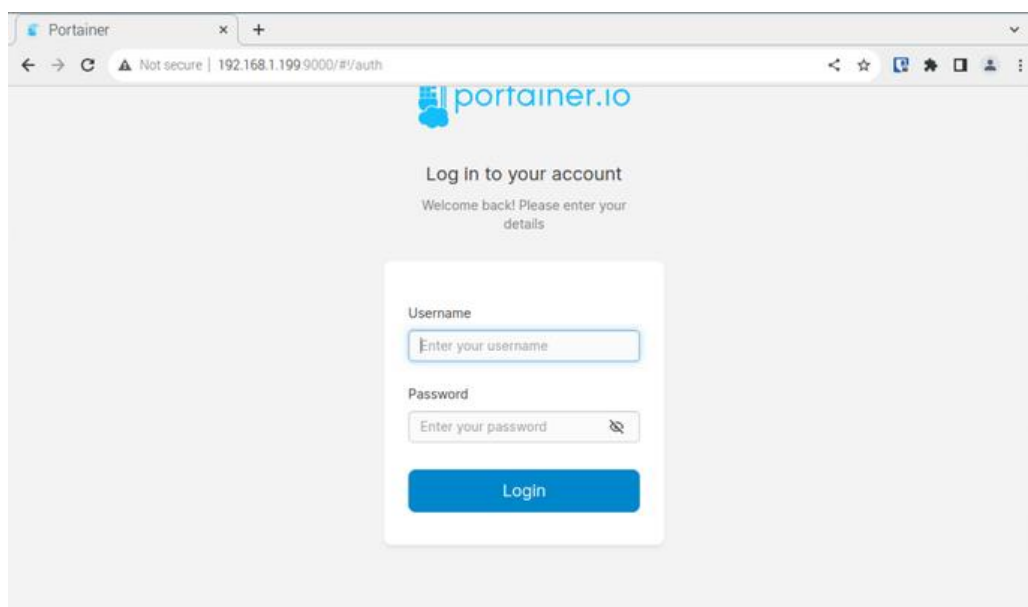 Portainer
Not secure | 192.168.1.199:9000/#!/auth
portainer.io
Log in to your account
Welcome back! Please enter your
details
Username
Enter your username
Password
Enter your password
Login